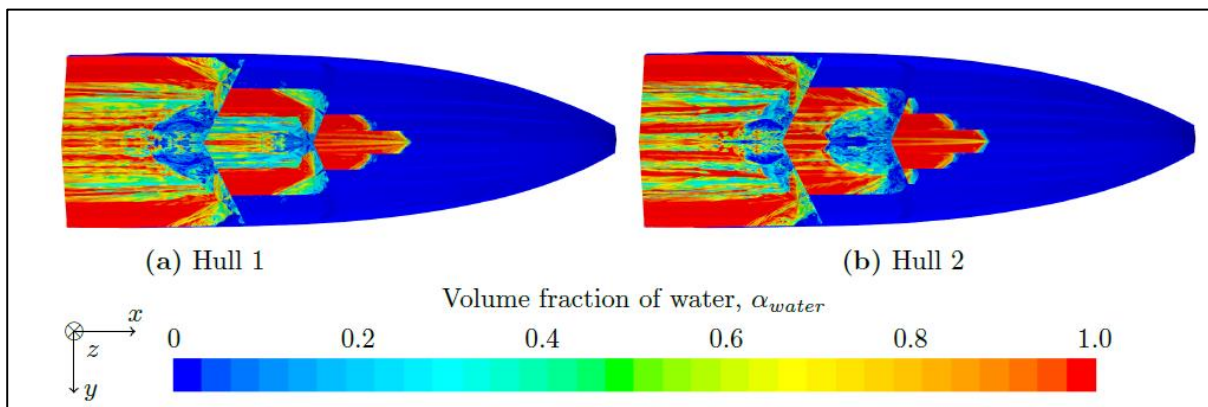 (a) Hull 1
(b) Hull 2
Volume fraction of water, α_water
x
z
y
0 0.2 0.4 0.6 0.8 1.0